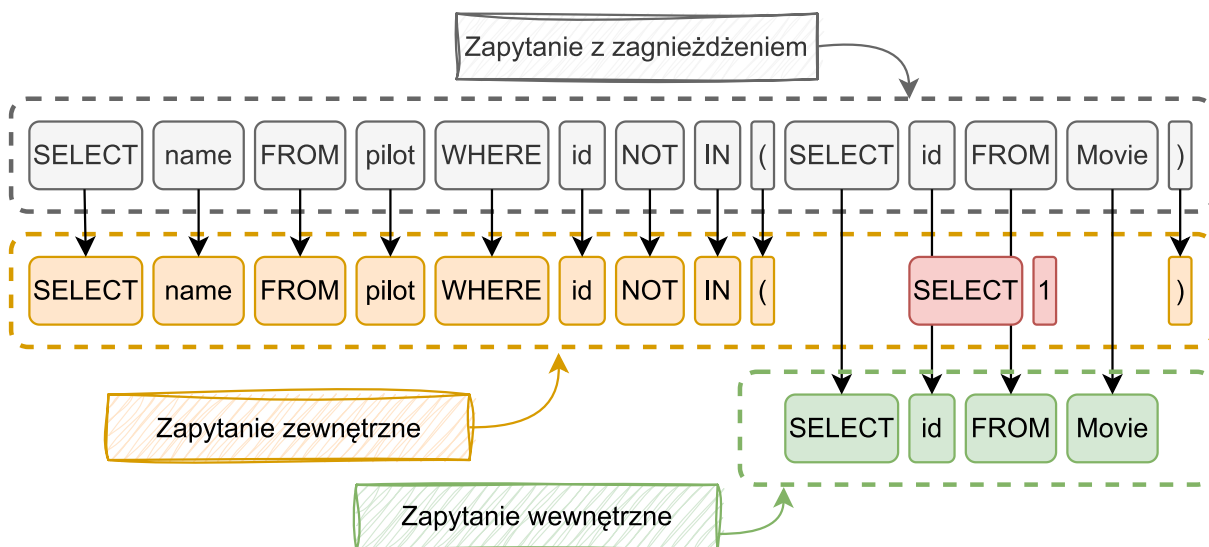 Zapytanie z zagnieżdżeniem
SELECT name FROM pilot WHERE id NOT IN ( SELECT id FROM Movie )
SELECT name FROM pilot WHERE id NOT IN ( SELECT 1 )
Zapytanie zewnętrzne
SELECT id FROM Movie
Zapytanie wewnętrzne